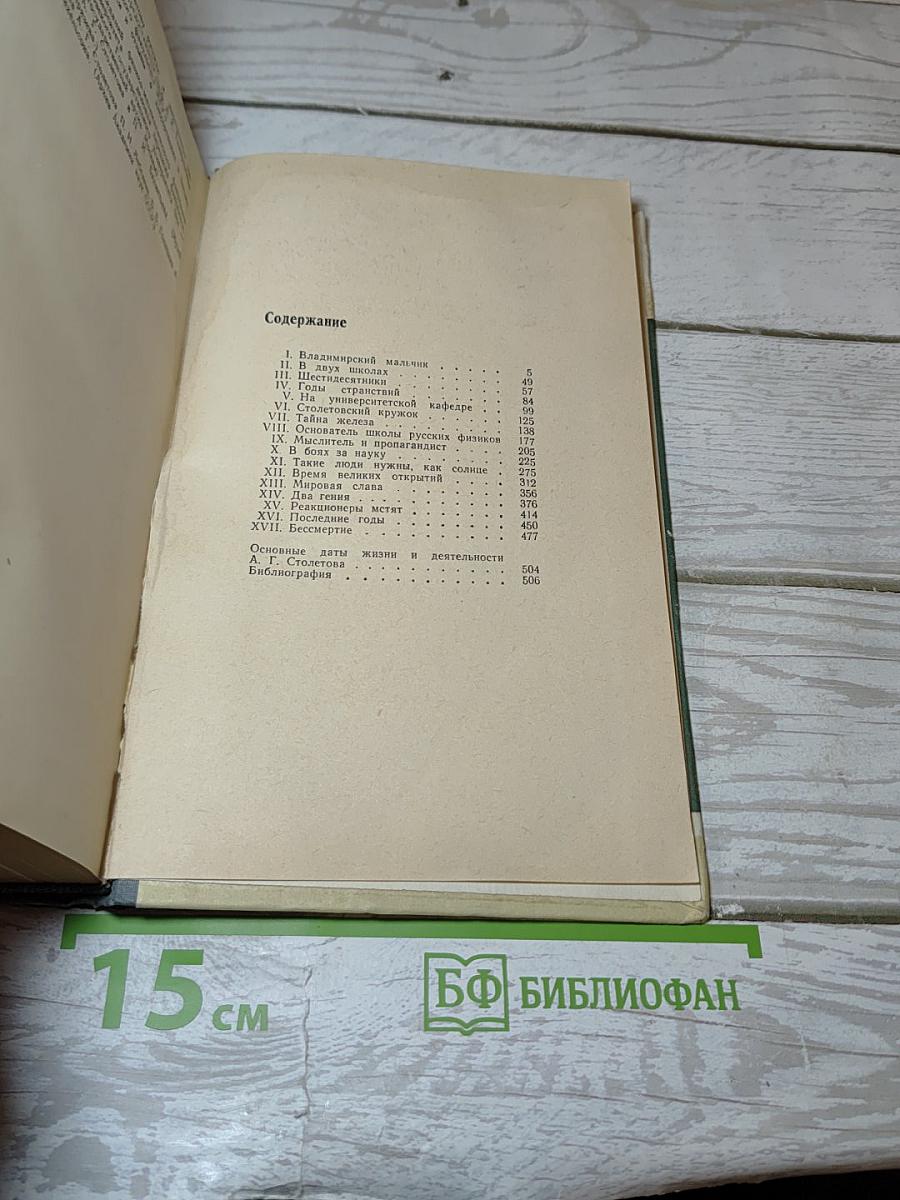 Содержание
I. Владимирский мальчик . . . . . 5
II. В двух школах . . . . . . . . 49
III. Шестидесятники . . . . . . . . 57
IV. Годы странствий . . . . . . . 84
V. На университетской кафедре . . 99
VI. Столетовский кружок . . . . . . 125
VII. Тайна железа . . . . . . . . . 138
VIII. Основатель школы русских физиков 177
IX. Мыслитель и пропагандист . . . 205
X. В боях за науку . . . . . . . . 225
XI. Такие люди нужны, как солнце . 275
XII. Время великих открытий . . . . 312
XIII. Мировая слава . . . . . . . . 356
XIV. Два гения . . . . . . . . . . 376
XV. Реакционеры мстят . . . . . . . 414
XVI. Последние годы . . . . . . . . 450
XVII. Бессмертие . . . . . . . . . . 477
Основные даты жизни и деятельности
А. Г. Столетова . . . . . . . . . . . 504
Библиография . . . . . . . . . . . . 506
15 см
БФ БИБЛИОФАН